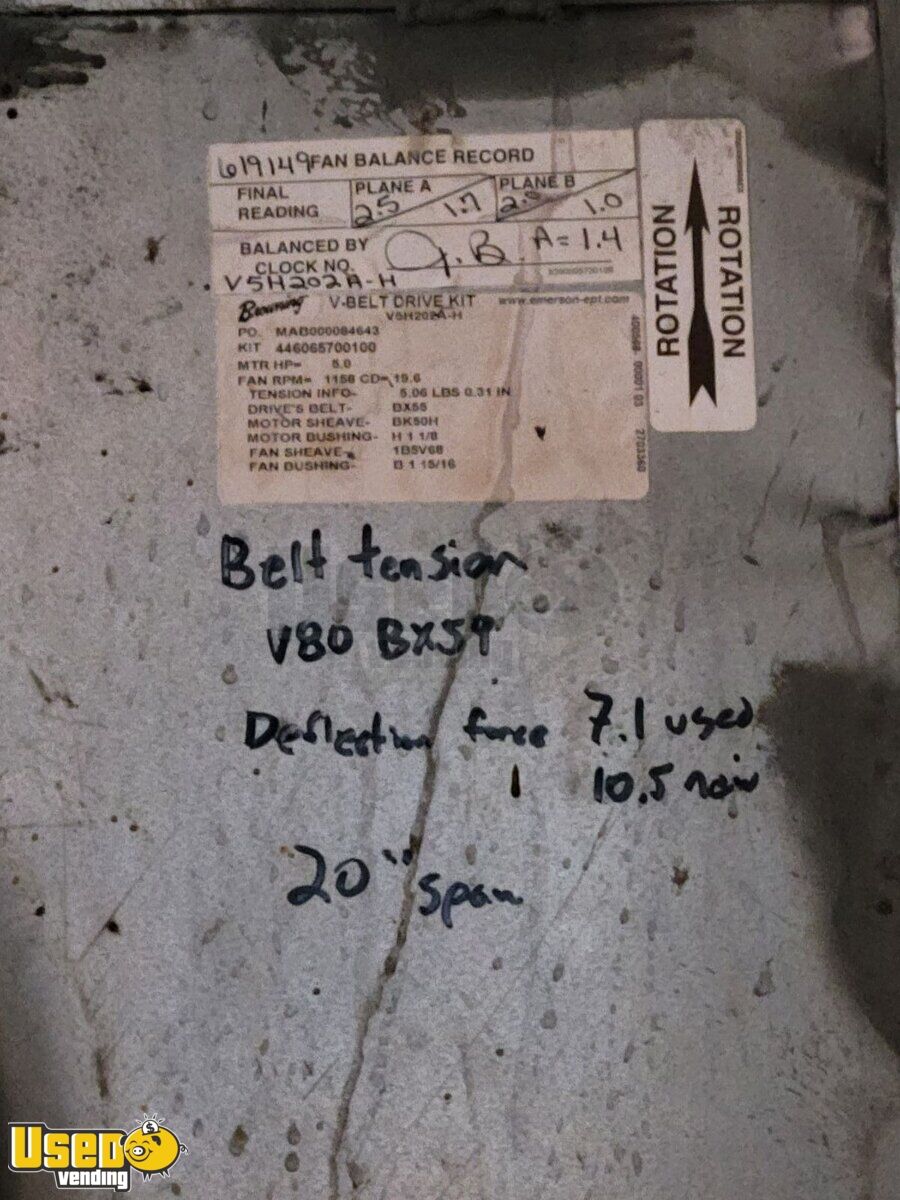 619149 FAN BALANCE RECORD
FINAL READING PLANE A 2.5 1.7 PLANE B 2.0 1.0
BALANCED BY J.B. A=1.4
CLOCK NO.
V5H202A-H
Browning V-BELT DRIVE KIT www.emerson-ept.com
V5H202A-H
PO. MAB000084643
KIT 446065700100
MTR HP= 5.0
FAN RPM= 1158 CD= 19.6
TENSION INFO- 5.06 LBS 0.31 IN
DRIVE'S BELT- BX55
MOTOR SHEAVE- BK50H
MOTOR BUSHING- H 1 1/8
FAN SHEAVE- 1B5V68
FAN BUSHING- B 1 15/16
ROTATION
ROTATION
Belt tension
V80 BX59
Deflection force 7.1 used
10.5 new
20" span
USED
vending